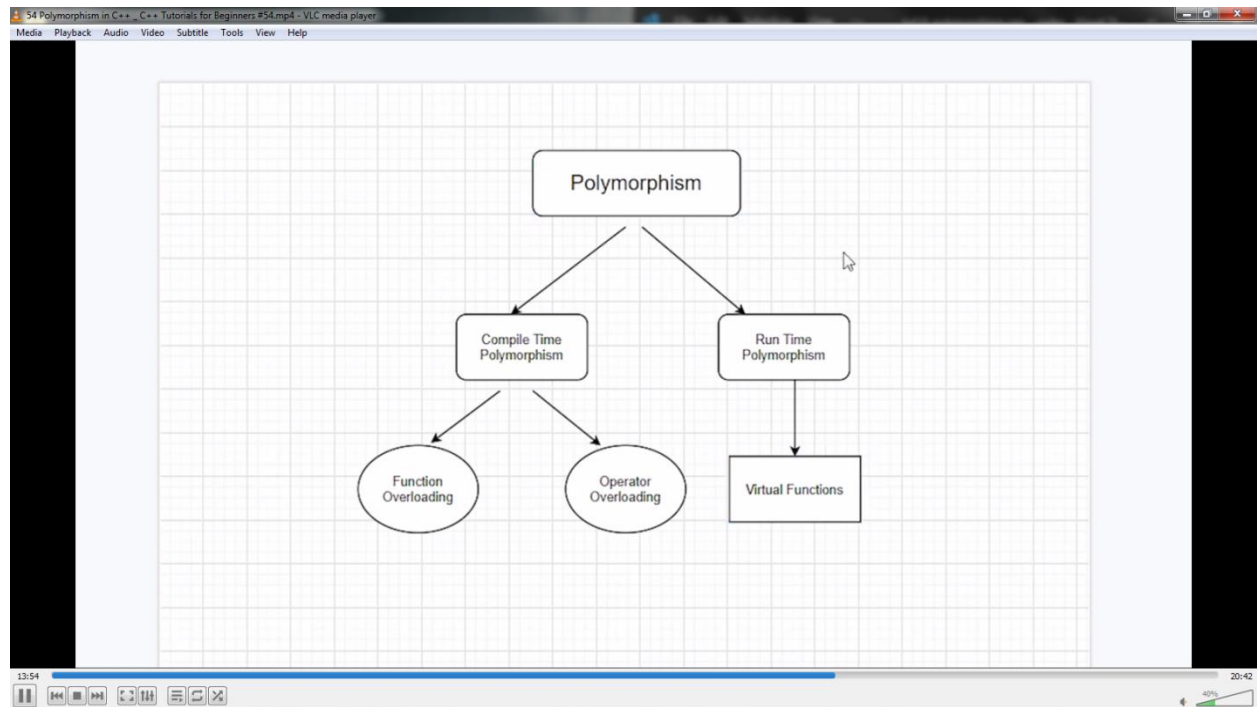 54 Polymorphism in C++ _ C++ Tutorials for Beginners #54.mp4 - VLC media player
Media Playback Audio Video Subtitle Tools View Help
Polymorphism
Compile Time
Polymorphism
Run Time
Polymorphism
Function
Overloading
Operator
Overloading
Virtual Functions
13:54
20:42
40%